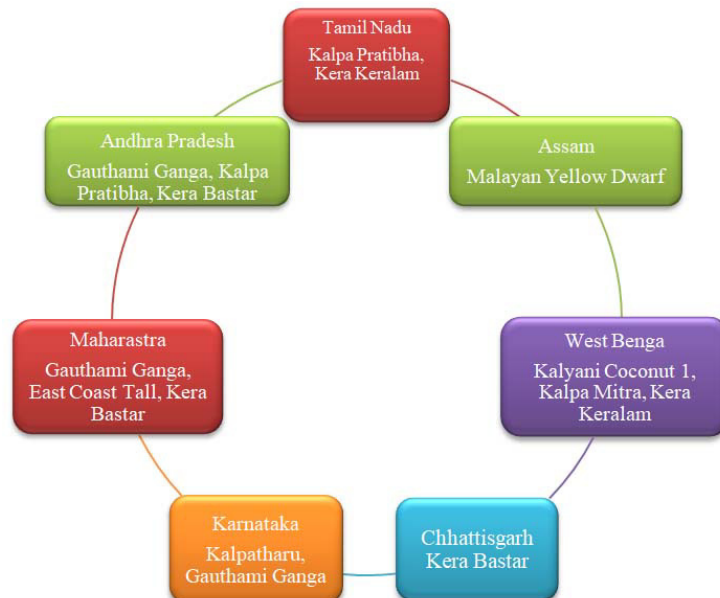 Tamil Nadu
Kalpa Pratibha,
Kera Keralam
Assam
Malayan Yellow Dwarf
West Benga
Kalyani Coconut 1,
Kalpa Mitra, Kera
Keralam
Chhattisgarh
Kera Bastar
Karnataka
Kalpatharu,
Gauthami Ganga
Maharastra
Gauthami Ganga,
East Coast Tall, Kera
Bastar
Andhra Pradesh
Gauthami Ganga, Kalpa
Pratibha, Kera Bastar